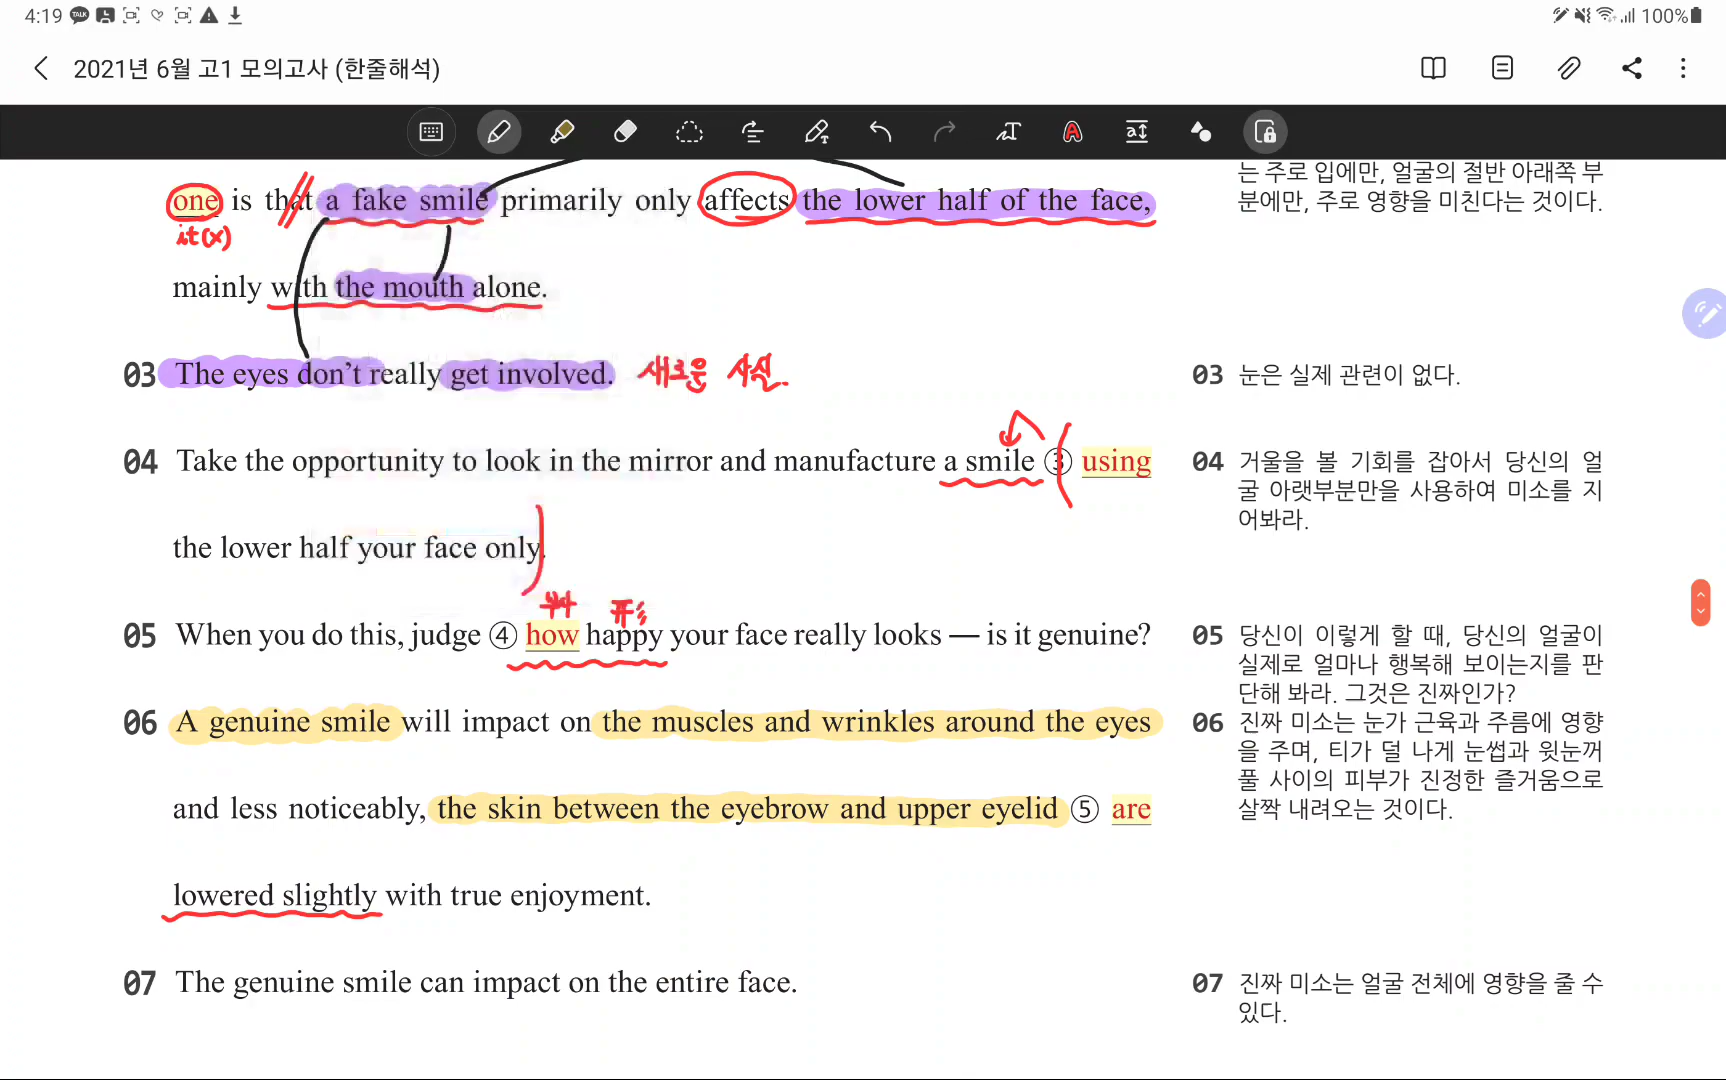 4:19
TALK
100%
2021년 6월 고1 모의고사 (한줄해석)
one is that a fake smile primarily only affects the lower half of the face,
it(x)
mainly with the mouth alone.
03 The eyes don't really get involved. 새로운 사실.
04 Take the opportunity to look in the mirror and manufacture a smile ③ using
the lower half your face only.
부사
05 When you do this, judge ④ how happy your face really looks — is it genuine?
06 A genuine smile will impact on the muscles and wrinkles around the eyes
and less noticeably, the skin between the eyebrow and upper eyelid ⑤ are
lowered slightly with true enjoyment.
07 The genuine smile can impact on the entire face.
는 주로 입에만, 얼굴의 절반 아래쪽 부
분에만, 주로 영향을 미친다는 것이다.
03 눈은 실제 관련이 없다.
04 거울을 볼 기회를 잡아서 당신의 얼
굴 아랫부분만을 사용하여 미소를 지
어봐라.
05 당신이 이렇게 할 때, 당신의 얼굴이
실제로 얼마나 행복해 보이는지를 판
단해 봐라. 그것은 진짜인가?
06 진짜 미소는 눈가 근육과 주름에 영향
을 주며, 티가 덜 나게 눈썹과 윗눈꺼
풀 사이의 피부가 진정한 즐거움으로
살짝 내려오는 것이다.
07 진짜 미소는 얼굴 전체에 영향을 줄 수
있다.